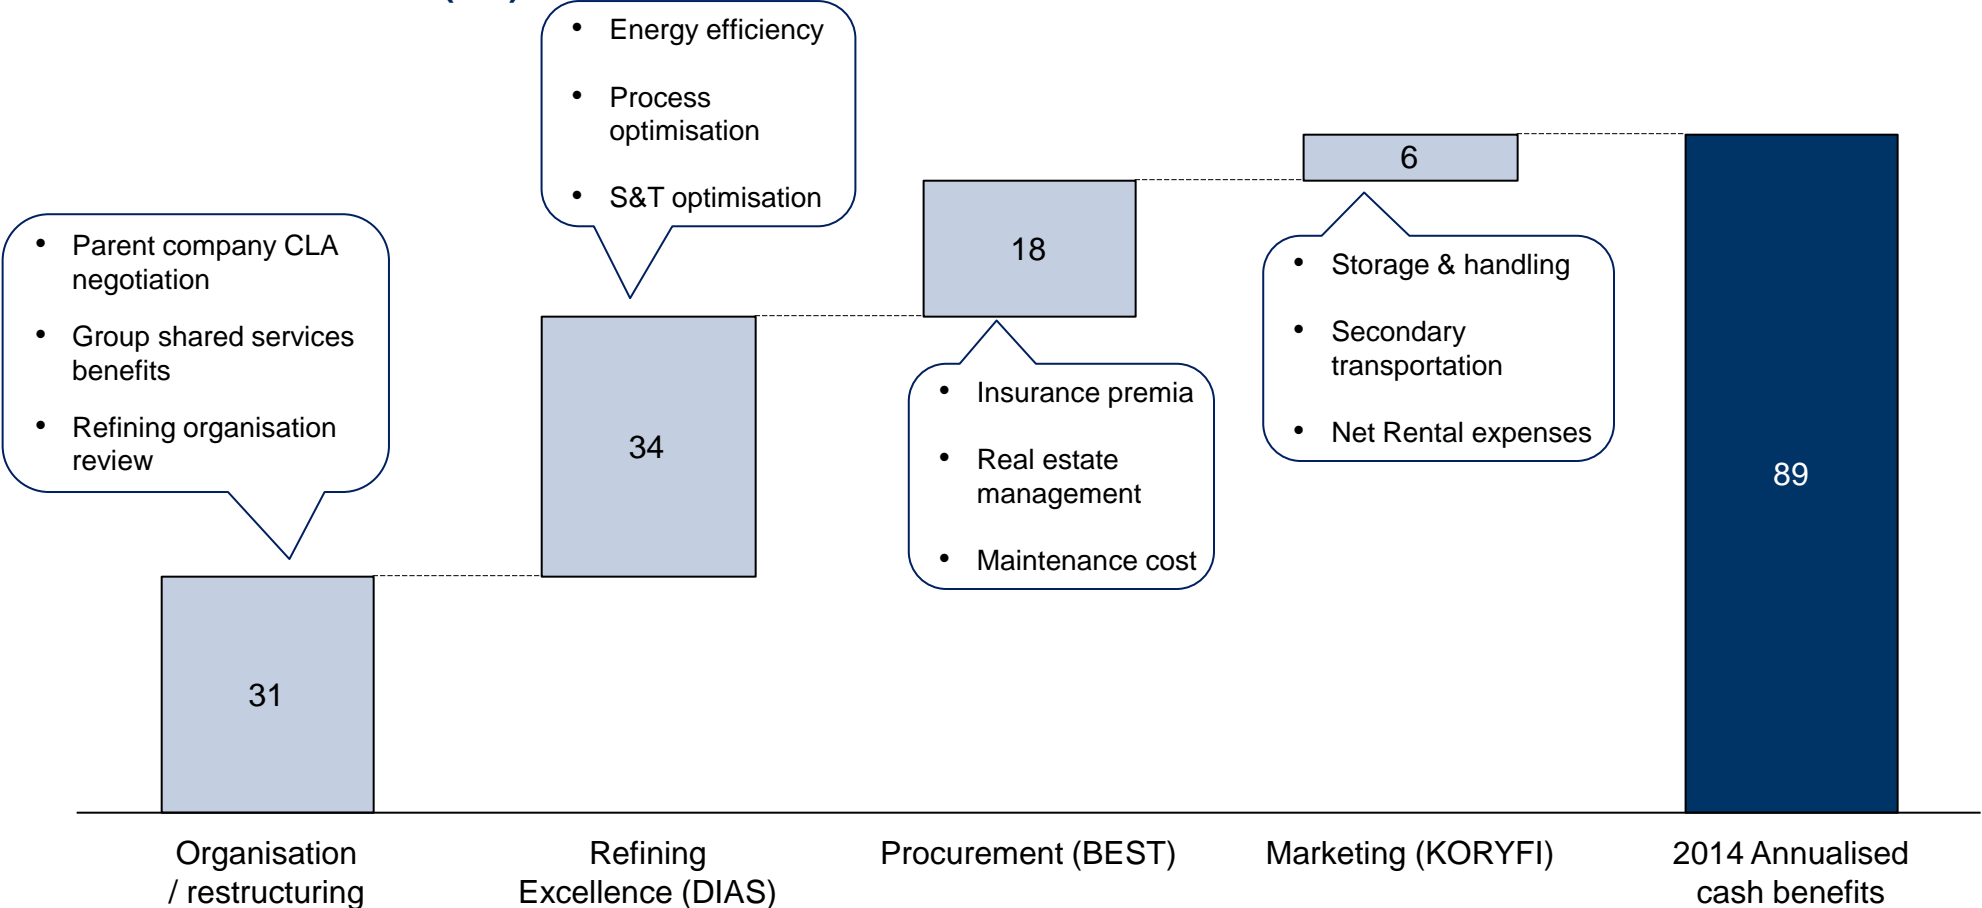 • Energy efficiency
• Process
optimisation
• S&T optimisation
• Parent company CLA
negotiation
• Group shared services
benefits
• Refining organisation
review
6
18
• Storage & handling
• Secondary
transportation
• Net Rental expenses
• Insurance premia
• Real estate
management
• Maintenance cost
34
89
31
Organisation
/ restructuring
Refining
Excellence (DIAS)
Procurement (BEST)
Marketing (KORYFI)
2014 Annualised
cash benefits